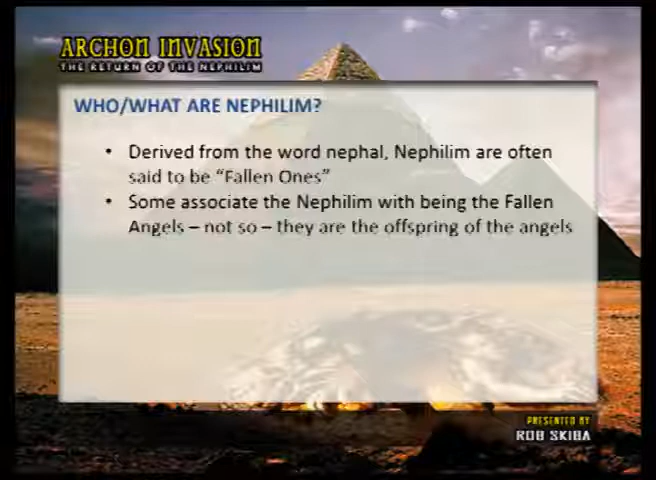 ARCHON INVASION
THE RETURN OF THE NEPHILIM
WHO/WHAT ARE NEPHILIM?
• Derived from the word nephal, Nephilim are often
said to be “Fallen Ones”
• Some associate the Nephilim with being the Fallen
Angels – not so – they are the offspring of the angels
PRESENTED BY
ROB SKIBA